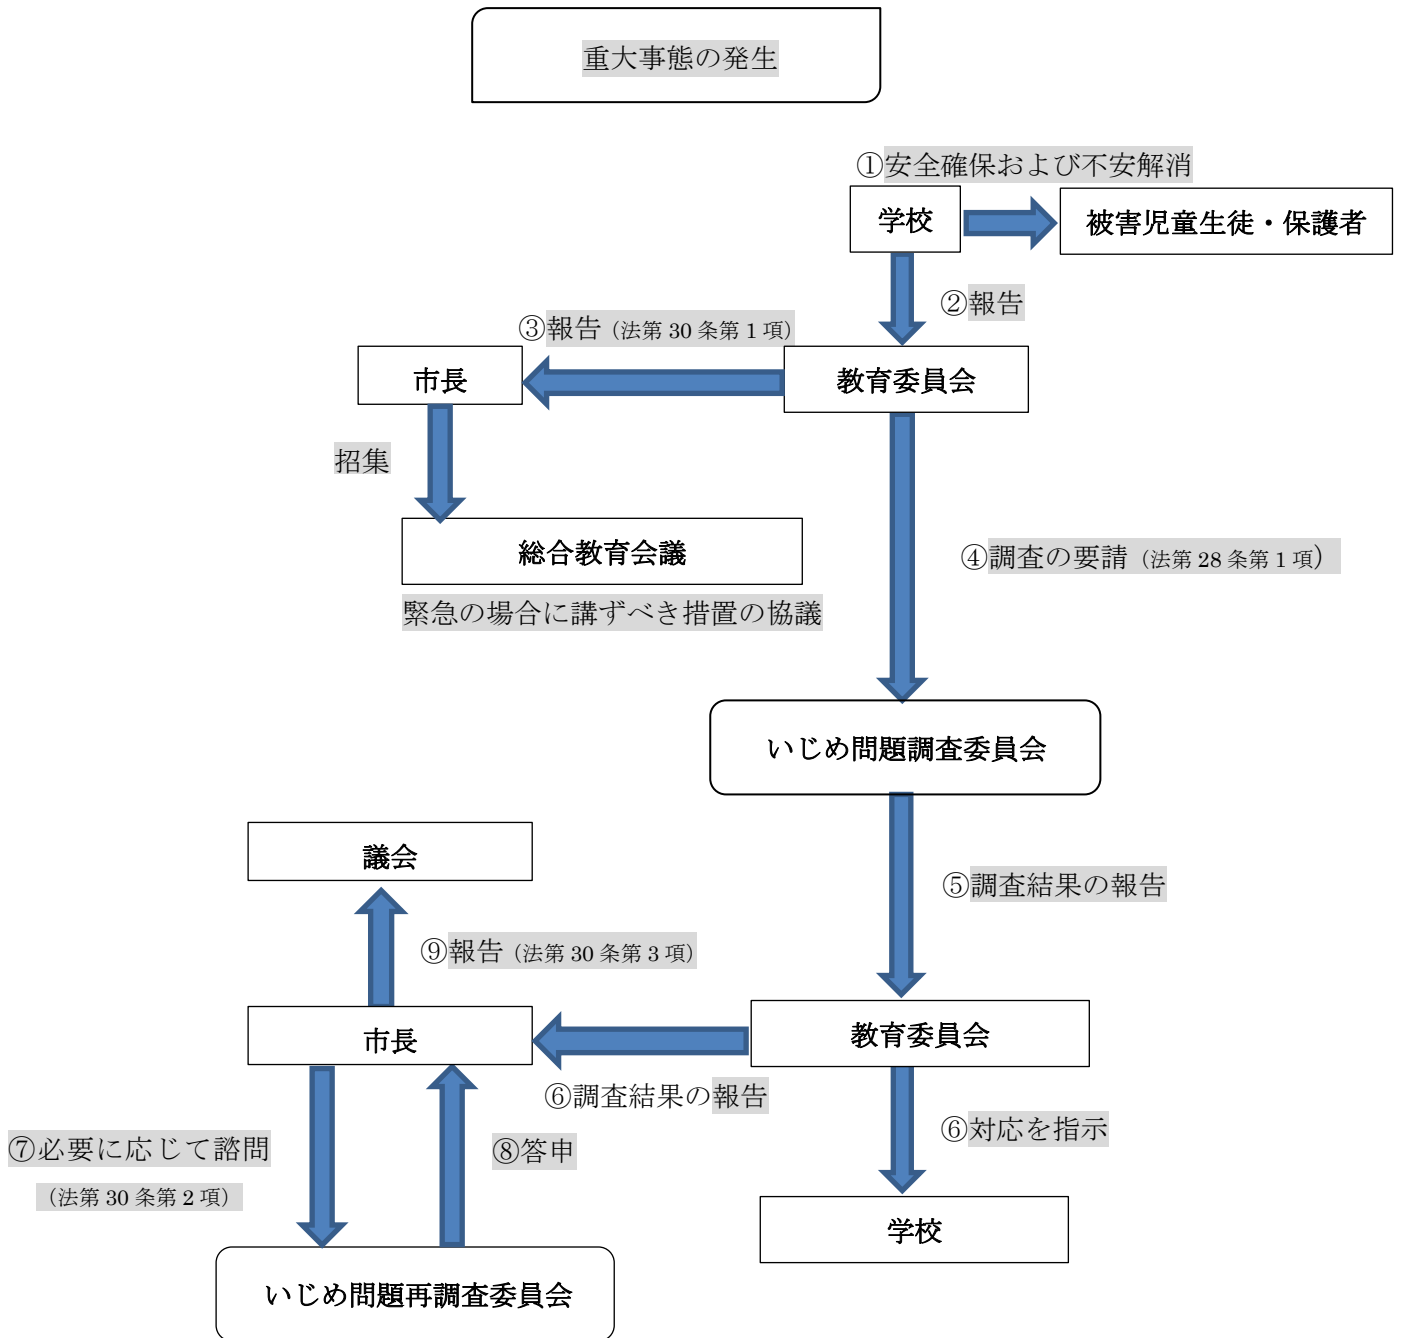 重大事態の発生
①安全確保および不安解消
学校
被害児童生徒・保護者
②報告
③報告（法第 30 条第 1 項）
市長
教育委員会
招集
総合教育会議
④調査の要請（法第 28 条第 1 項）
緊急の場合に講ずべき措置の協議
いじめ問題調査委員会
議会
⑤調査結果の報告
⑨報告（法第 30 条第 3 項）
市長
教育委員会
⑥調査結果の報告
⑥対応を指示
⑦必要に応じて諮問
（法第 30 条第 2 項）
⑧答申
学校
いじめ問題再調査委員会